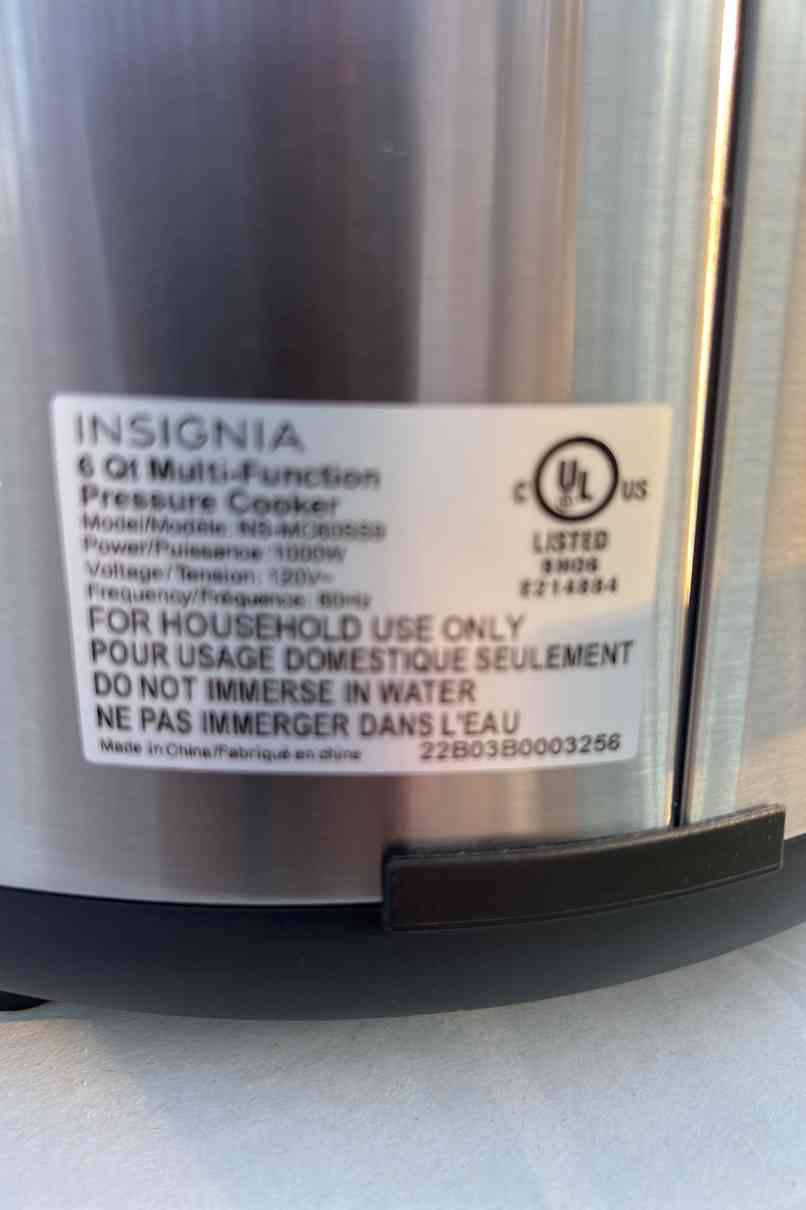 INSIGNIA
6 Qt Multi-Function
Pressure Cooker
Model/Modèle:
Power/Puissance: 1000W
Voltage/Tension: 120V~
Frequency/Fréquence: 60Hz
FOR HOUSEHOLD USE ONLY
POUR USAGE DOMESTIQUE SEULEMENT
DO NOT IMMERSE IN WATER
NE PAS IMMERGER DANS L'EAU
Made in China/Fabriqué en chine
22B03B0003256
C UL US
LISTED
E214884